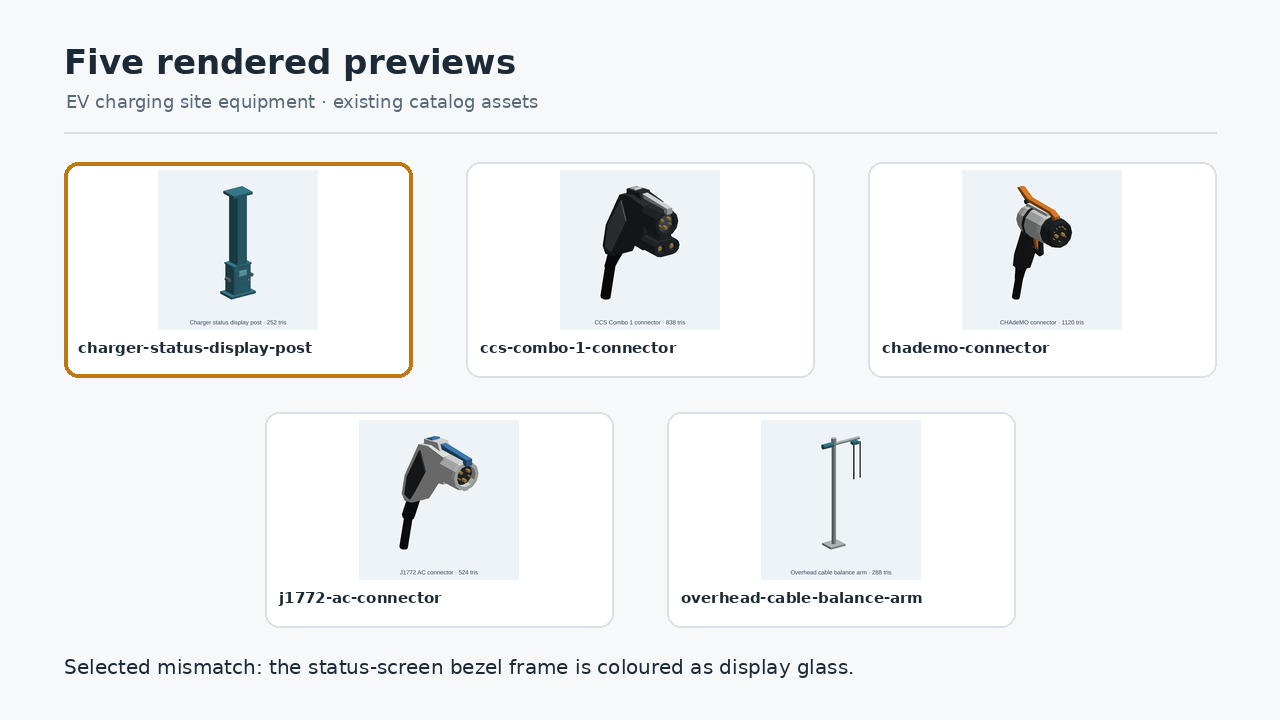 Five rendered previews
EV charging site equipment · existing catalog assets
Charger status display post · 252 tris
charger-status-display-post
CCS Combo 1 connector · 838 tris
ccs-combo-1-connector
CHAdeMO connector · 1120 tris
chademo-connector
J1772 AC connector · 524 tris
j1772-ac-connector
Overhead cable balance arm · 288 tris
overhead-cable-balance-arm
Selected mismatch: the status-screen bezel frame is coloured as display glass.